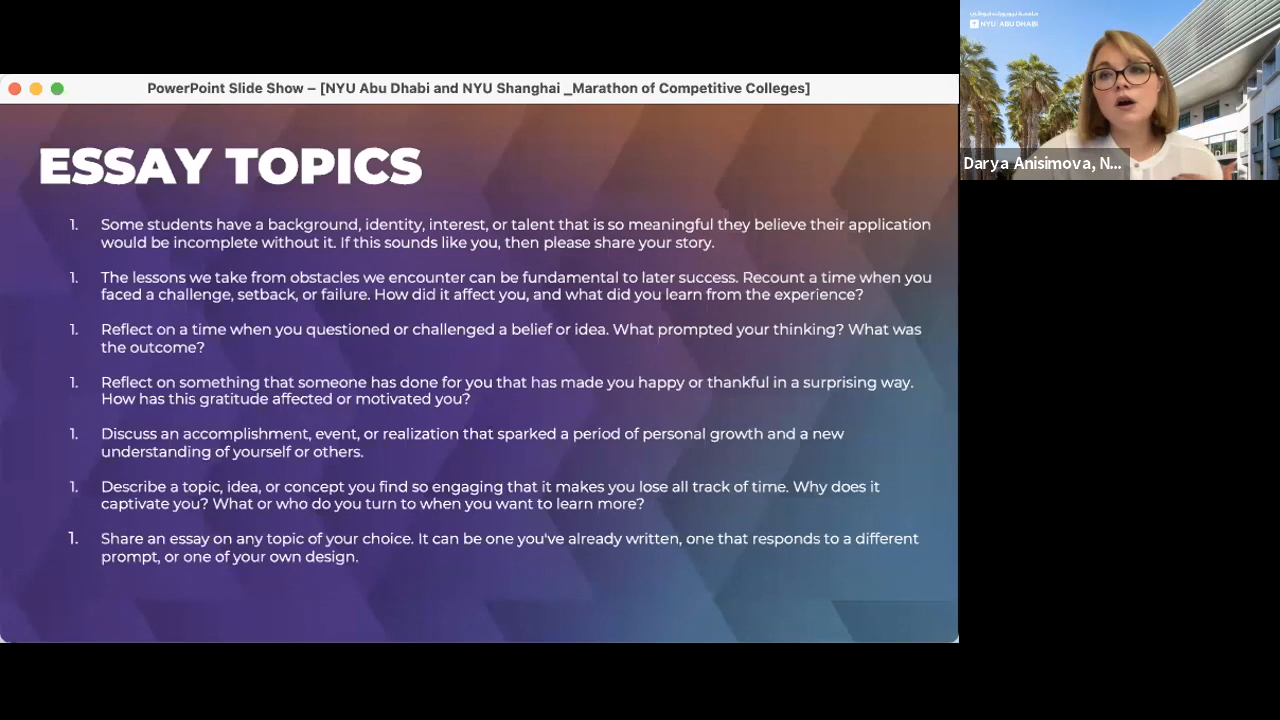 جامعة نيويورك أبوظبي
NYU ABU DHABI
Darya Anisimova, N...
PowerPoint Slide Show – [NYU Abu Dhabi and NYU Shanghai _Marathon of Competitive Colleges]
ESSAY TOPICS
1. Some students have a background, identity, interest, or talent that is so meaningful they believe their application
would be incomplete without it. If this sounds like you, then please share your story.
1. The lessons we take from obstacles we encounter can be fundamental to later success. Recount a time when you
faced a challenge, setback, or failure. How did it affect you, and what did you learn from the experience?
1. Reflect on a time when you questioned or challenged a belief or idea. What prompted your thinking? What was
the outcome?
1. Reflect on something that someone has done for you that has made you happy or thankful in a surprising way.
How has this gratitude affected or motivated you?
1. Discuss an accomplishment, event, or realization that sparked a period of personal growth and a new
understanding of yourself or others.
1. Describe a topic, idea, or concept you find so engaging that it makes you lose all track of time. Why does it
captivate you? What or who do you turn to when you want to learn more?
1. Share an essay on any topic of your choice. It can be one you've already written, one that responds to a different
prompt, or one of your own design.